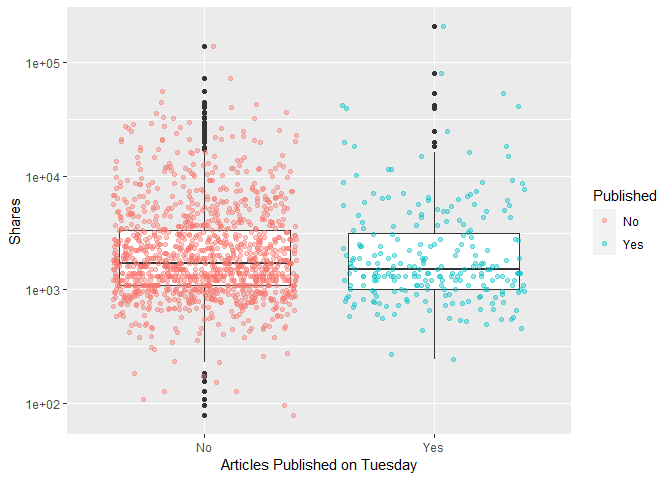 1e+05
1e+04
1e+03
1e+02
Shares
No
Yes
Articles Published on Tuesday
Published
No
Yes